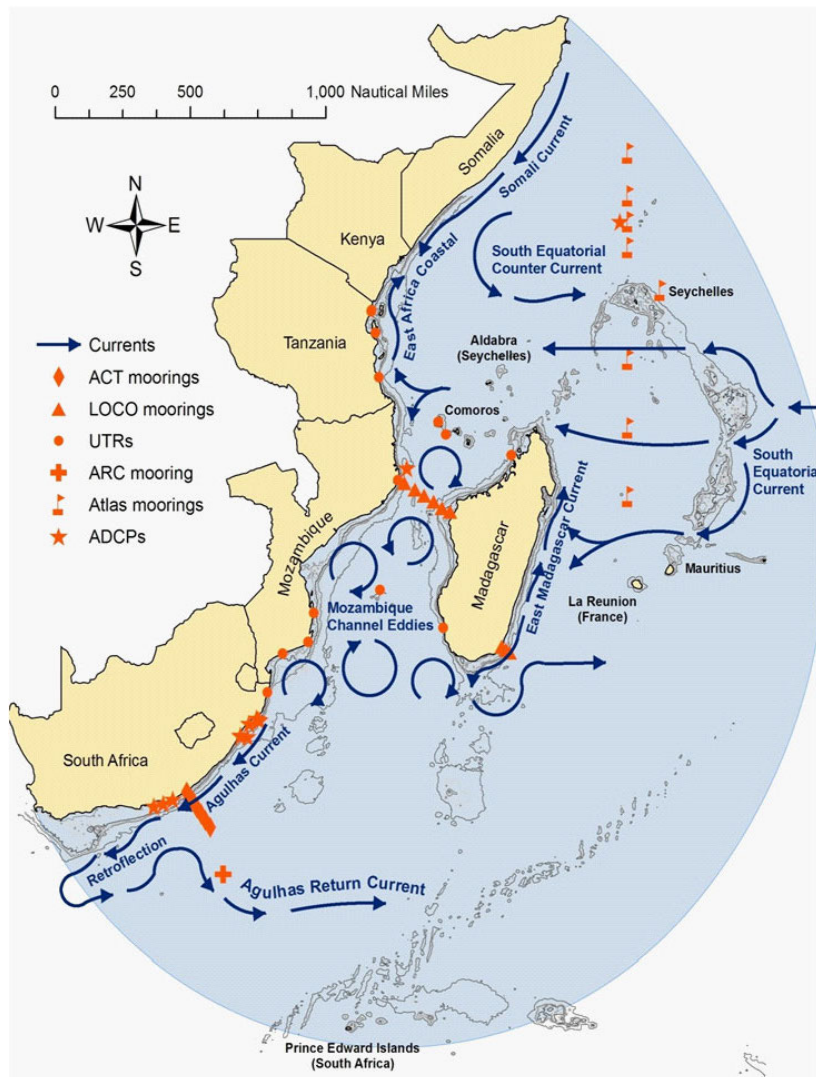 0 250 500 1,000 Nautical Miles
N
W E
S
Somalia
Somali Current
Kenya
South Equatorial
Counter Current
East Africa Coastal
Seychelles
Tanzania
Aldabra
(Seychelles)
Currents
ACT moorings
LOCO moorings
UTRs
ARC mooring
Atlas moorings
ADCPs
Comoros
South
Equatorial
Current
Mozambique
Madagascar
East Madagascar Current
Mauritius
La Reunion
(France)
Mozambique
Channel Eddies
South Africa
Agulhas Current
Retroflection
Agulhas Return Current
Prince Edward Islands
(South Africa)